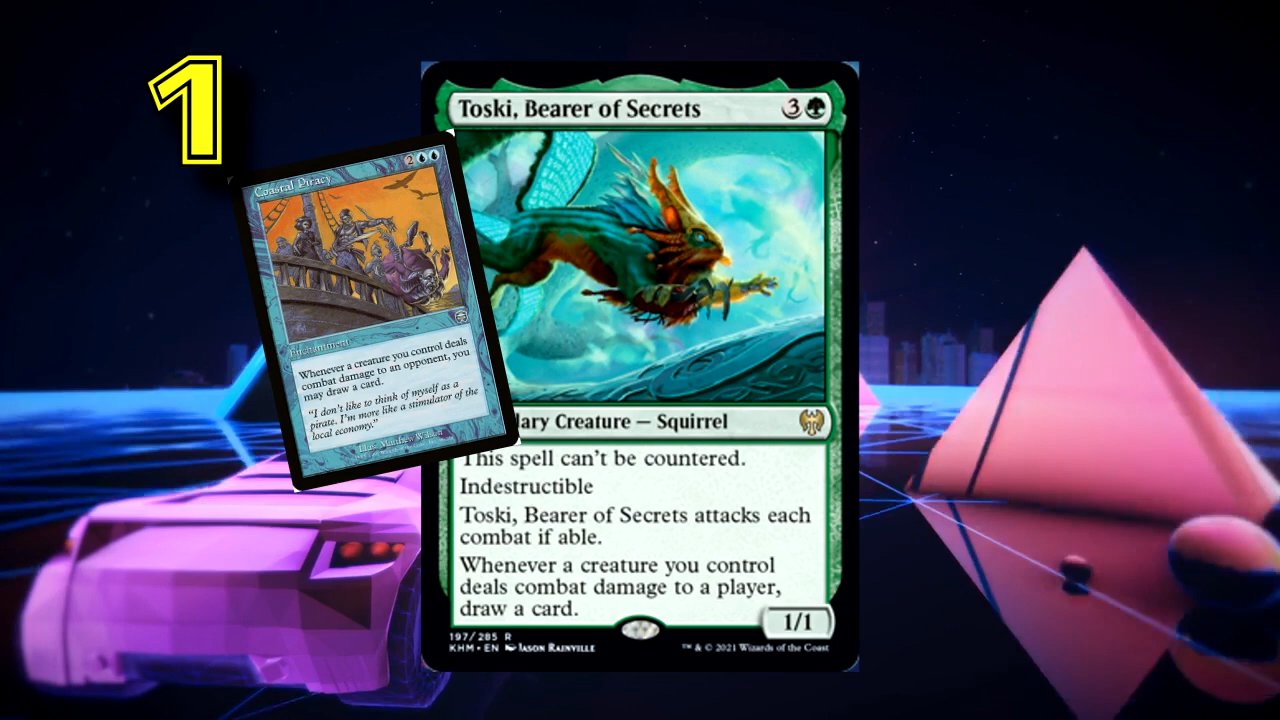 1
Coastal Piracy
2
Enchantment
Whenever a creature you control deals
combat damage to an opponent, you
may draw a card.
"I don't like to think of myself as a
pirate. I'm more like a stimulator of the
local economy."
Illus. Matthew Wilson
Toski, Bearer of Secrets
3
dary Creature — Squirrel
This spell can't be countered.
Indestructible
Toski, Bearer of Secrets attacks each
combat if able.
Whenever a creature you control
deals combat damage to a player,
draw a card.
1/1
197/285 R
KHM • EN Jason Rainville
™ & © 2021 Wizards of the Coast